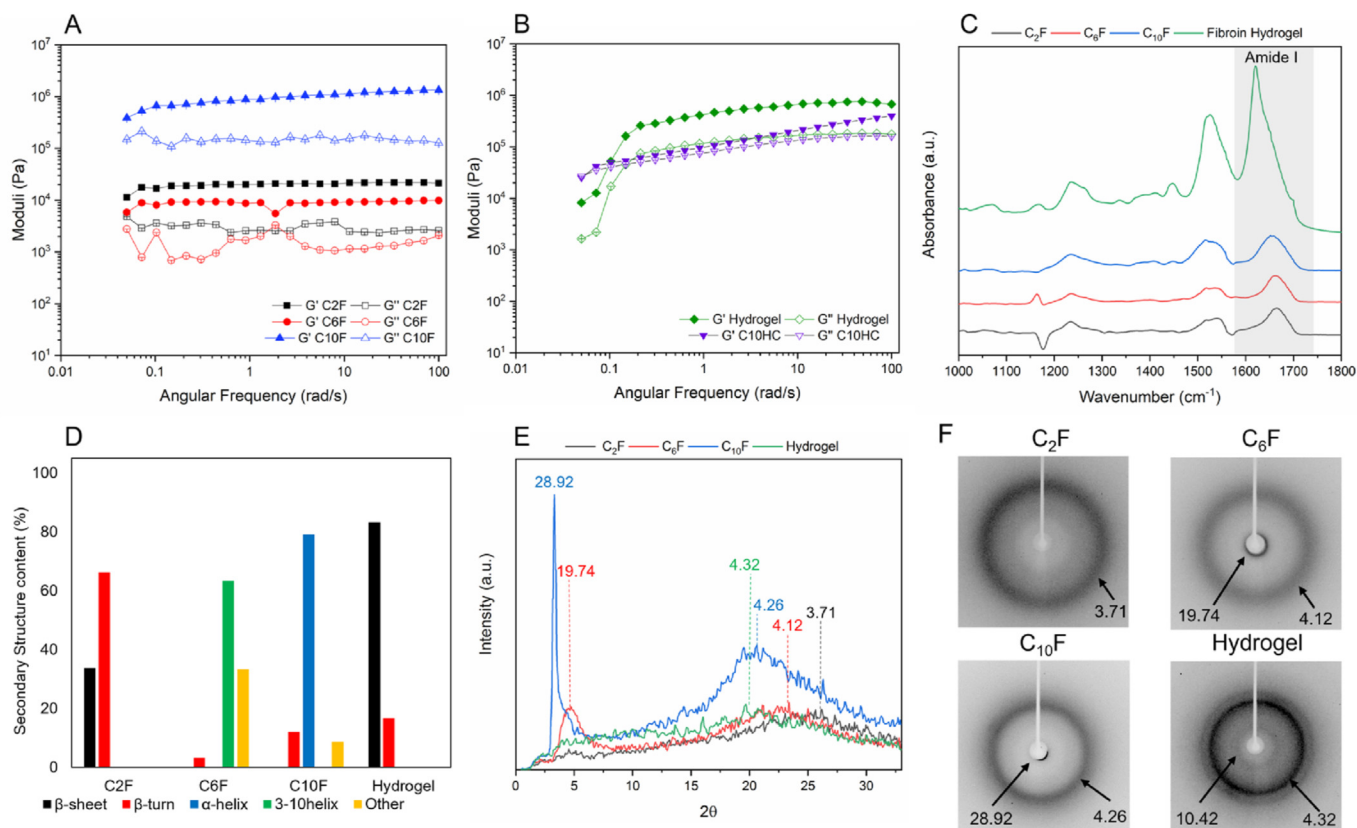 A
10⁷
10⁶
10⁵
10⁴
10³
10²
10¹
Moduli (Pa)
0.01
0.1
1
10
100
Angular Frequency (rad/s)
G' C2F
G'' C2F
G' C6F
G'' C6F
G' C10F
G'' C10F
B
10⁷
10⁶
10⁵
10⁴
10³
10²
10¹
Moduli (Pa)
0.01
0.1
1
10
100
Angular Frequency (rad/s)
G' Hydrogel
G" Hydrogel
G' C10HC
G" C10HC
C
C₂F
C₆F
C₁₀F
Fibroin Hydrogel
Amide I
Absorbance (a.u.)
1000 1100 1200 1300 1400 1500 1600 1700 1800
Wavenumber (cm⁻¹)
D
100
80
60
40
20
0
Secondary Structure content (%)
C2F
C6F
C10F
Hydrogel
β-sheet
β-turn
α-helix
3-10helix
Other
E
C₂F
C₆F
C₁₀F
Hydrogel
28.92
19.74
4.32
4.26
4.12
3.71
Intensity (a.u.)
0 5 10 15 20 25 30
2θ
F
C₂F
3.71
C₆F
19.74
4.12
C₁₀F
28.92
4.26
Hydrogel
10.42
4.32